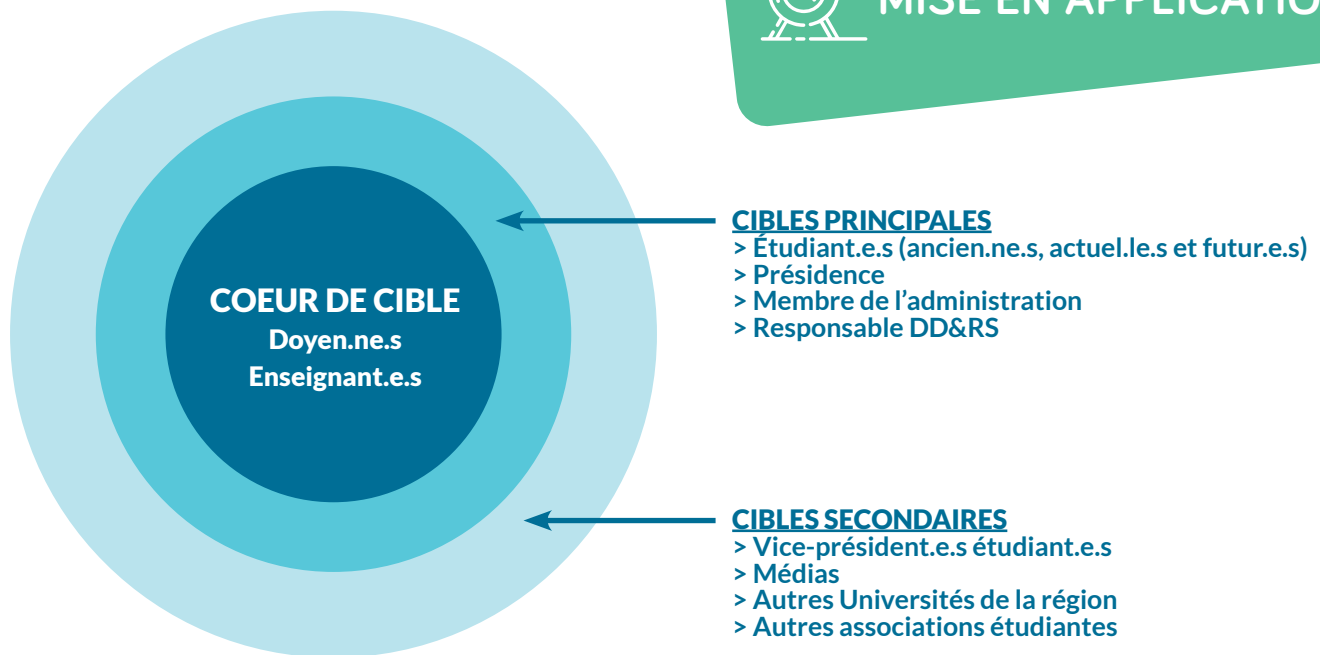 MISE EN APPLICATIO
COEUR DE CIBLE
Doyen.ne.s
Enseignant.e.s
CIBLES PRINCIPALES
> Étudiant.e.s (ancien.ne.s, actuel.le.s et futur.e.s)
> Présidence
> Membre de l’administration
> Responsable DD&RS
CIBLES SECONDAIRES
> Vice-président.e.s étudiant.e.s
> Médias
> Autres Universités de la région
> Autres associations étudiantes